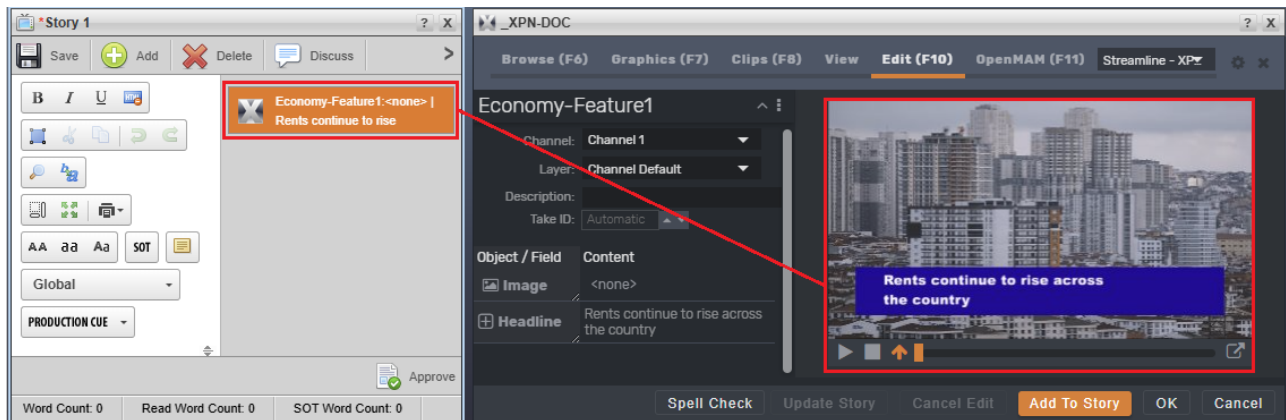 *Story 1
? X
Save Add Delete Discuss >
B I U HTML
AA aa Aa SOT
Global
PRODUCTION CUE
Economy-Feature1:<none> |
Rents continue to rise
Approve
Word Count: 0 Read Word Count: 0 SOT Word Count: 0
_XPN-DOC
? X
Browse (F6) Graphics (F7) Clips (F8) View Edit (F10) OpenMAM (F11) Streamline - XP
Economy-Feature1
Channel: Channel 1
Layer: Channel Default
Description:
Take ID: Automatic
Object / Field Content
Image <none>
Headline Rents continue to rise across
the country
Rents continue to rise across
the country
Spell Check Update Story Cancel Edit Add To Story OK Cancel